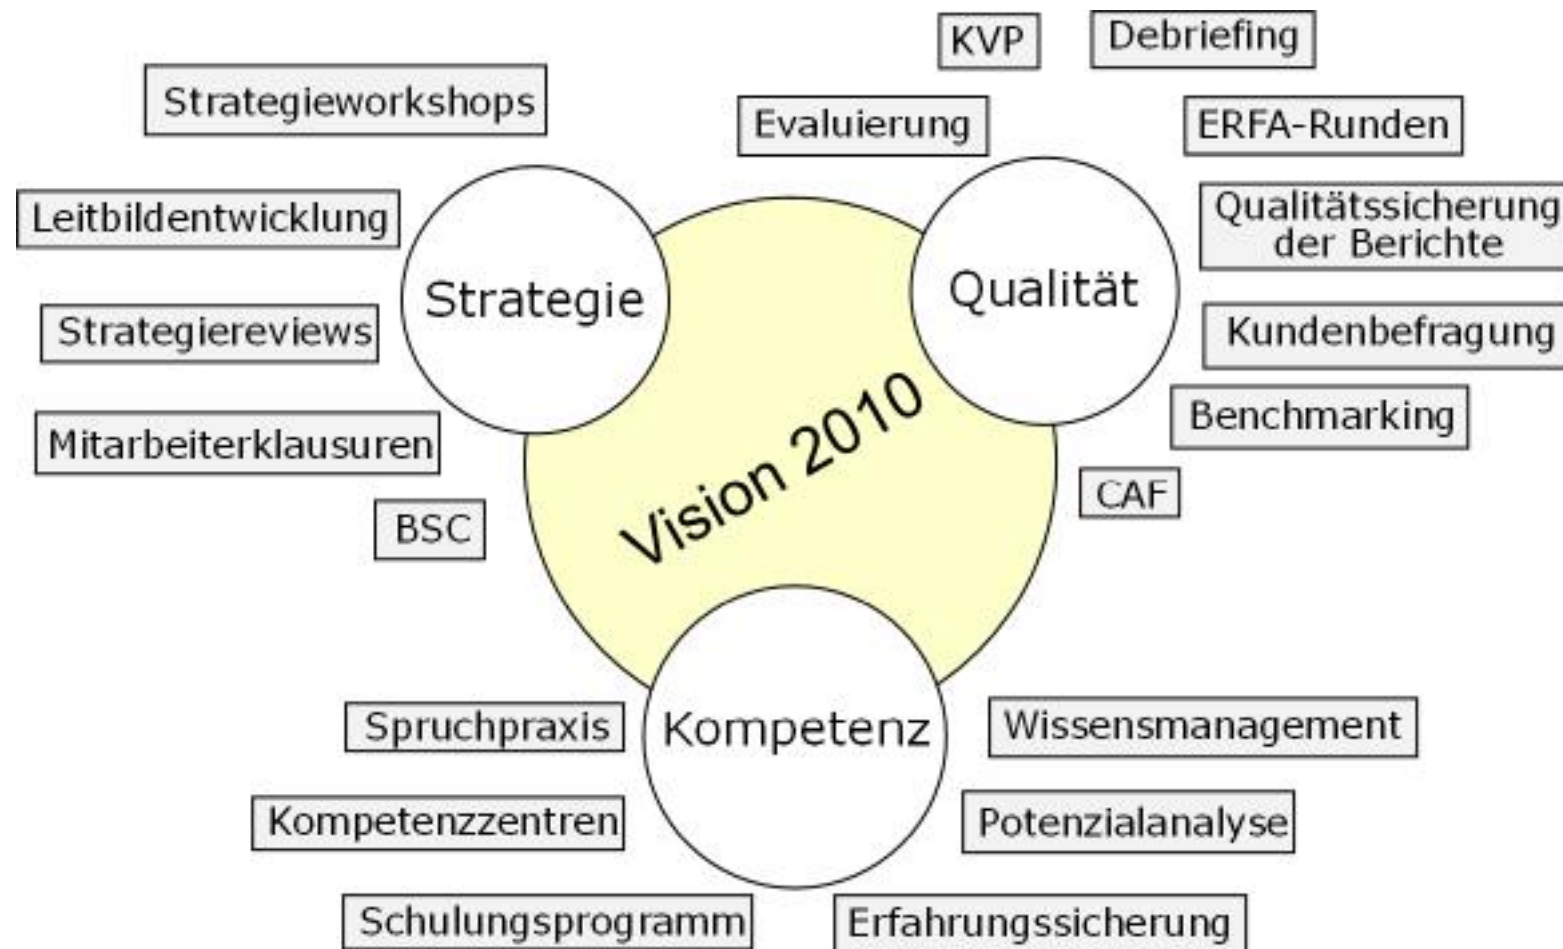 KVP
Debriefing
Strategieworkshops
Evaluierung
ERFA-Runden
Leitbildentwicklung
Qualitätssicherung
der Berichte
Strategie
Qualität
Strategiereviews
Kundenbefragung
Mitarbeiterklausuren
Benchmarking
Vision 2010
BSC
CAF
Spruchpraxis
Kompetenz
Wissensmanagement
Kompetenzzentren
Potenzialanalyse
Schulungsprogramm
Erfahrungssicherung